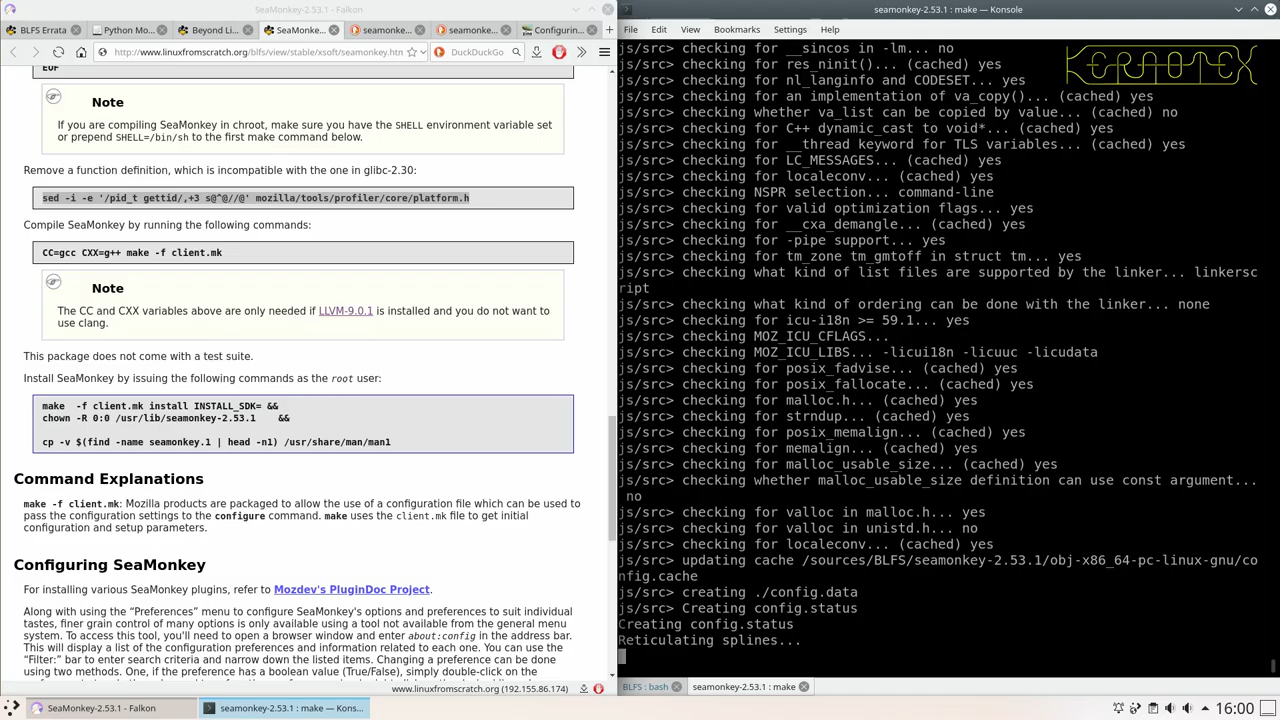 SeaMonkey-2.53.1 - Falkon
BLFS Errata
Python Mo...
Beyond Li...
SeaMonke...
seamonke...
seamonke...
Configurin...
http://www.linuxfromscratch.org/blfs/view/stable/xsoft/seamonkey.htm
DuckDuckGo
EOF
Note
If you are compiling SeaMonkey in chroot, make sure you have the SHELL environment variable set
or prepend SHELL=/bin/sh to the first make command below.
Remove a function definition, which is incompatible with the one in glibc-2.30:
sed -i -e '/pid_t gettid/,+3 s@^@//@' mozilla/tools/profiler/core/platform.h
Compile SeaMonkey by running the following commands:
CC=gcc CXX=g++ make -f client.mk
Note
The CC and CXX variables above are only needed if LLVM-9.0.1 is installed and you do not want to
use clang.
This package does not come with a test suite.
Install SeaMonkey by issuing the following commands as the root user:
make  -f client.mk install INSTALL_SDK= &&
chown -R 0:0 /usr/lib/seamonkey-2.53.1    &&
cp -v $(find -name seamonkey.1 | head -n1) /usr/share/man/man1
Command Explanations
make -f client.mk: Mozilla products are packaged to allow the use of a configuration file which can be used to
pass the configuration settings to the configure command. make uses the client.mk file to get initial
configuration and setup parameters.
Configuring SeaMonkey
For installing various SeaMonkey plugins, refer to Mozdev's PluginDoc Project.
Along with using the “Preferences” menu to configure SeaMonkey's options and preferences to suit individual
tastes, finer grain control of many options is only available using a tool not available from the general menu
system. To access this tool, you'll need to open a browser window and enter about:config in the address bar.
This will display a list of the configuration preferences and information related to each one. You can use the
“Filter:” bar to enter search criteria and narrow down the listed items. Changing a preference can be done
using two methods. One, if the preference has a boolean value (True/False), simply double-click on the
www.linuxfromscratch.org (192.155.86.174)
seamonkey-2.53.1 : make — Konsole
File Edit View Bookmarks Settings Help
KERAOTEX
js/src> checking for __sincos in -lm... no
js/src> checking for res_ninit()... (cached) yes
js/src> checking for nl_langinfo and CODESET... yes
js/src> checking for an implementation of va_copy()... (cached) yes
js/src> checking whether va_list can be copied by value... (cached) no
js/src> checking for C++ dynamic_cast to void*... (cached) yes
js/src> checking for __thread keyword for TLS variables... (cached) yes
js/src> checking for LC_MESSAGES... (cached) yes
js/src> checking for localeconv... (cached) yes
js/src> checking NSPR selection... command-line
js/src> checking for valid optimization flags... yes
js/src> checking for __cxa_demangle... (cached) yes
js/src> checking for -pipe support... yes
js/src> checking for tm_zone tm_gmtoff in struct tm... yes
js/src> checking what kind of list files are supported by the linker... linkersc
ript
js/src> checking what kind of ordering can be done with the linker... none
js/src> checking for icu-i18n >= 59.1... yes
js/src> checking MOZ_ICU_CFLAGS...
js/src> checking MOZ_ICU_LIBS... -licui18n -licuuc -licudata
js/src> checking for posix_fadvise... (cached) yes
js/src> checking for posix_fallocate... (cached) yes
js/src> checking for malloc.h... (cached) yes
js/src> checking for strndup... (cached) yes
js/src> checking for posix_memalign... (cached) yes
js/src> checking for memalign... (cached) yes
js/src> checking for malloc_usable_size... (cached) yes
js/src> checking whether malloc_usable_size definition can use const argument...
no
js/src> checking for valloc in malloc.h... yes
js/src> checking for valloc in unistd.h... no
js/src> checking for localeconv... (cached) yes
js/src> updating cache /sources/BLFS/seamonkey-2.53.1/obj-x86_64-pc-linux-gnu/co
nfig.cache
js/src> creating ./config.data
js/src> Creating config.status
Creating config.status
Reticulating splines...
BLFS : bash
seamonkey-2.53.1 : make
SeaMonkey-2.53.1 - Falkon
seamonkey-2.53.1 : make — Kons...
16:00